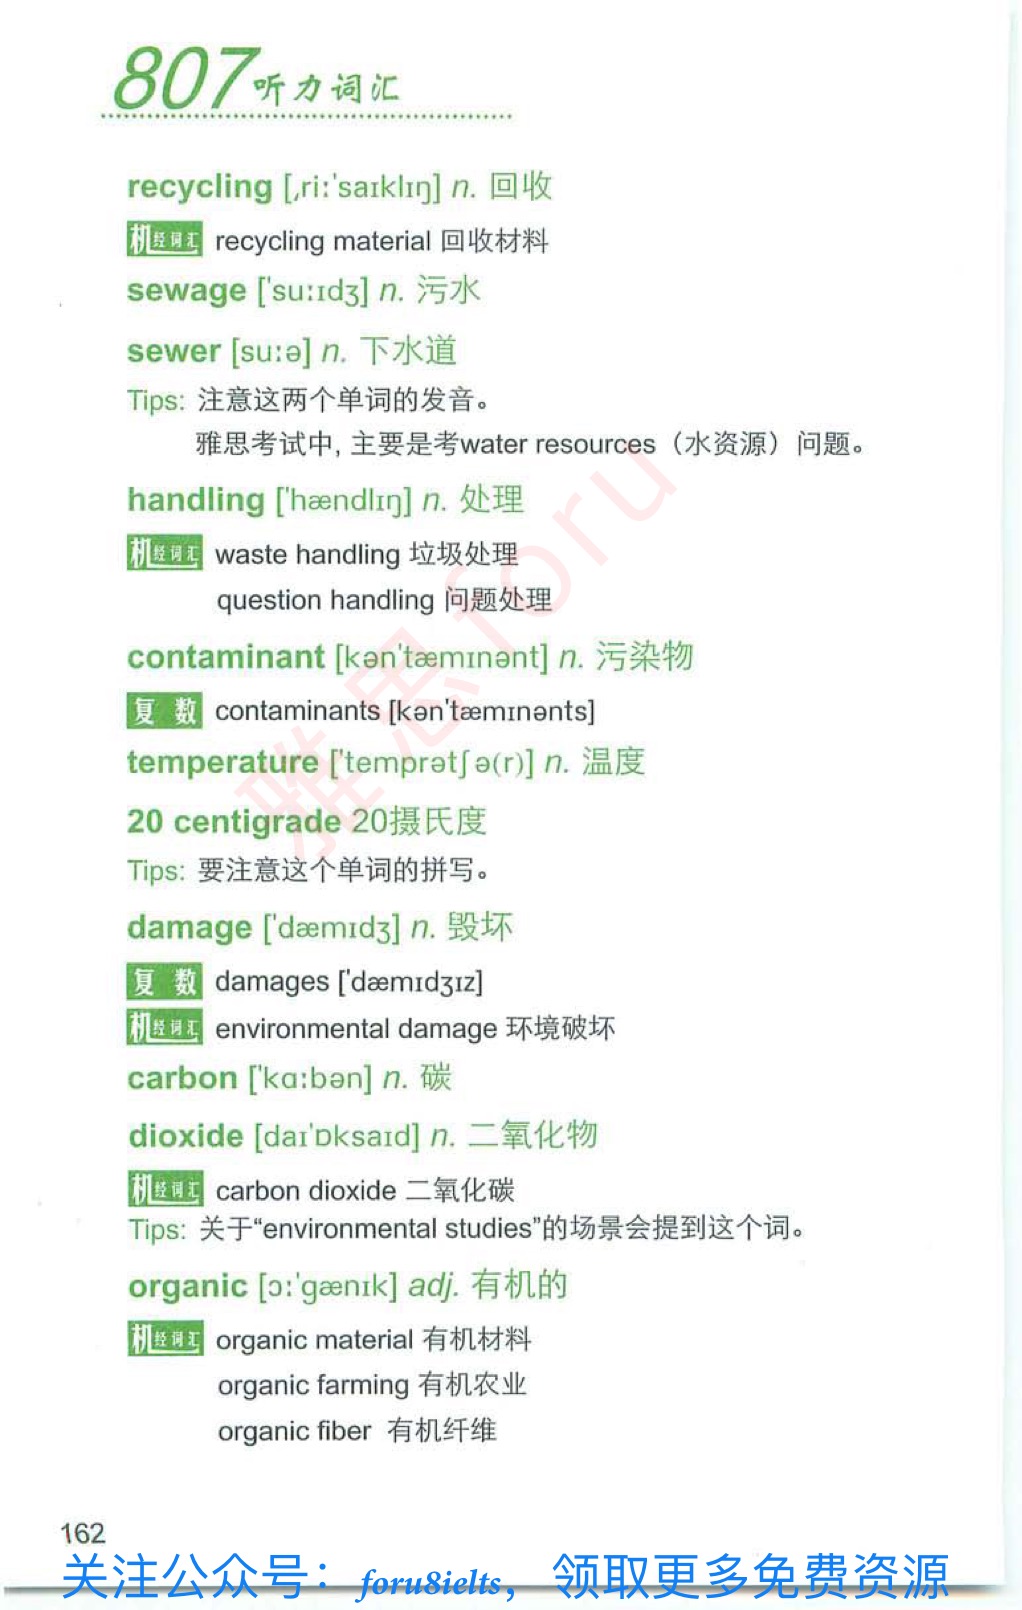 807听力词汇
recycling [ˌriːˈsaɪklɪŋ] n. 回收
机经词汇 recycling material 回收材料
sewage [ˈsuːɪdʒ] n. 污水
sewer [suːə] n. 下水道
Tips: 注意这两个单词的发音。
雅思考试中, 主要是考water resources（水资源）问题。
handling [ˈhændlɪŋ] n. 处理
机经词汇 waste handling 垃圾处理
question handling 问题处理
contaminant [kənˈtæmɪnənt] n. 污染物
复数 contaminants [kənˈtæmɪnənts]
temperature [ˈtemprətʃə(r)] n. 温度
20 centigrade 20摄氏度
Tips: 要注意这个单词的拼写。
damage [ˈdæmɪdʒ] n. 毁坏
复数 damages [ˈdæmɪdʒɪz]
机经词汇 environmental damage 环境破坏
carbon [ˈkɑːbən] n. 碳
dioxide [daɪˈɒksaɪd] n. 二氧化物
机经词汇 carbon dioxide 二氧化碳
Tips: 关于“environmental studies”的场景会提到这个词。
organic [ɔːˈgænɪk] adj. 有机的
机经词汇 organic material 有机材料
organic farming 有机农业
organic fiber 有机纤维
雅思foru
162
关注公众号：foru8ielts，领取更多免费资源